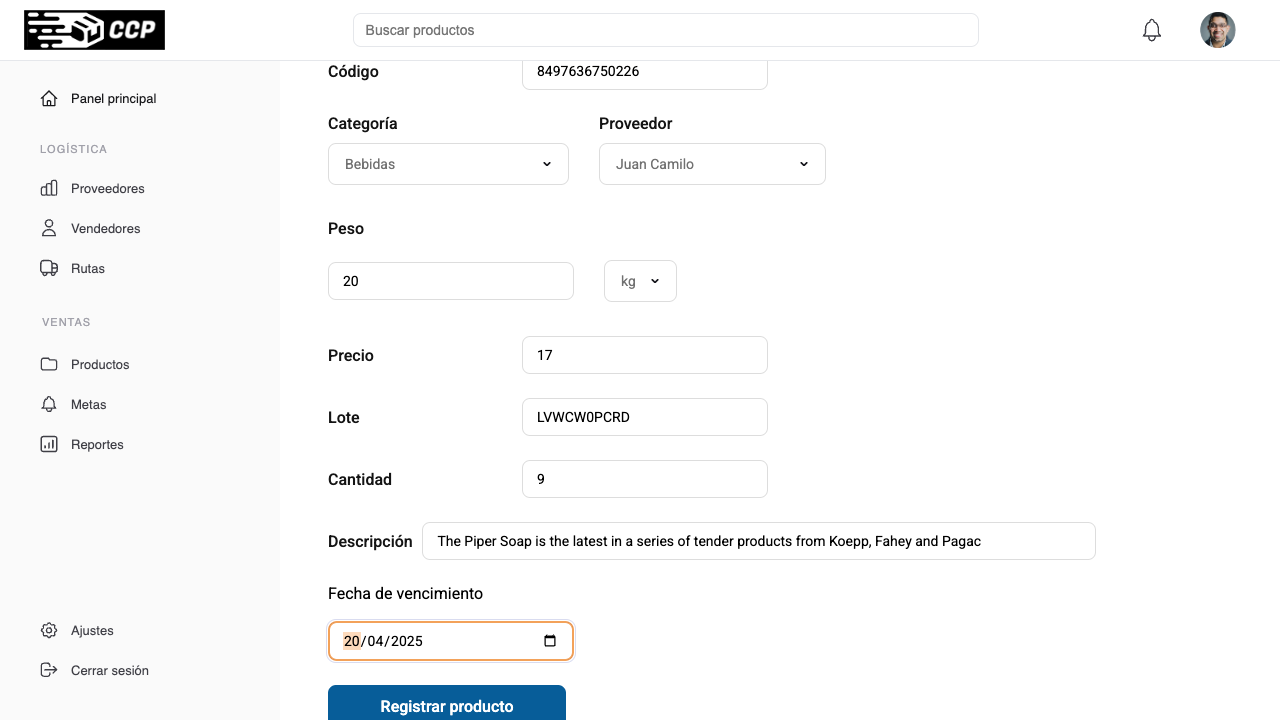 CCP
Buscar productos
Panel principal
LOGÍSTICA
Proveedores
Vendedores
Rutas
VENTAS
Productos
Metas
Reportes
Ajustes
Cerrar sesión
Código
8497636750226
Categoría
Proveedor
Bebidas
Juan Camilo
Peso
20
kg
Precio
17
Lote
LVWCW0PCRD
Cantidad
9
Descripción
The Piper Soap is the latest in a series of tender products from Koepp, Fahey and Pagac
Fecha de vencimiento
20/04/2025
Registrar producto